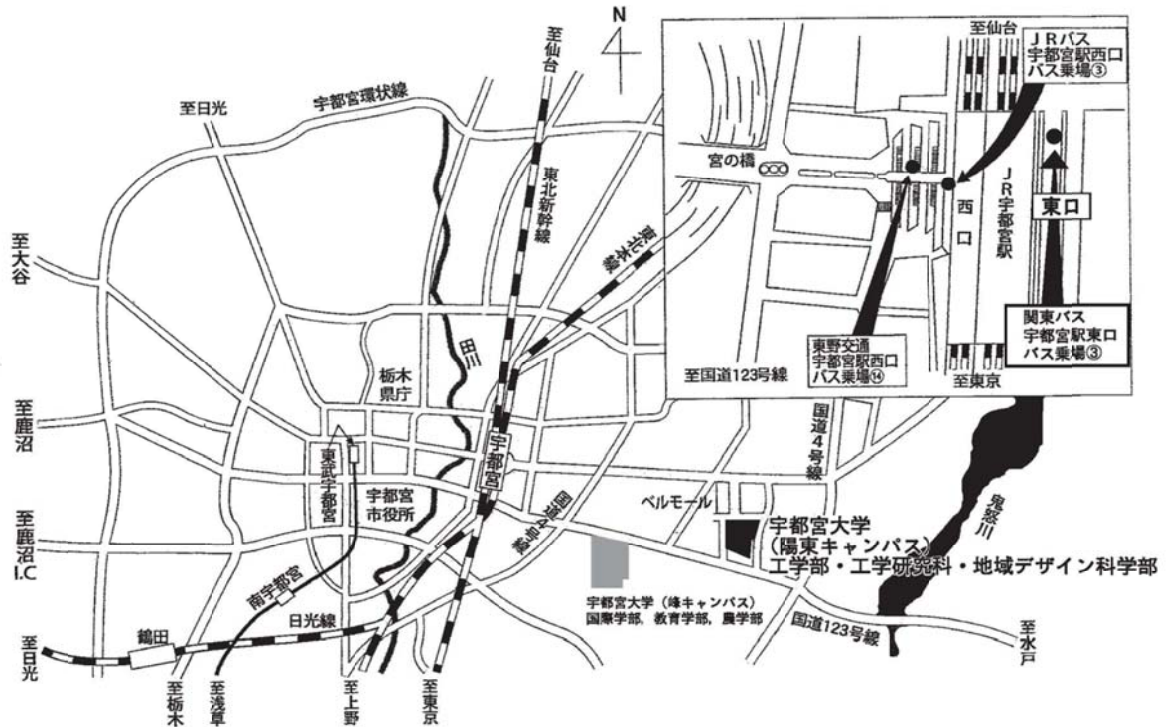 N
至仙台
至日光
宇都宮環状線
東北新幹線
東北本線
至大谷
田川
栃木
県庁
至鹿沼
宇都宮
東武宇都宮
宇都宮
市役所
国道4号線
至鹿沼
I.C
南宇都宮
日光線
鶴田
至日光
至栃木
至浅草
至上野
至東京
至仙台
JRバス
宇都宮駅西口
バス乗場③
宮の橋
西口
JR宇都宮駅
東口
関東バス
宇都宮駅東口
バス乗場③
東野交通
宇都宮駅西口
バス乗場⑭
至国道123号線
至東京
国道4号線
ベルモール
宇都宮大学
(陽東キャンパス)
工学部・工学研究科・地域デザイン科学部
鬼怒川
宇都宮大学(峰キャンパス)
国際学部, 教育学部, 農学部
国道123号線
至水戸